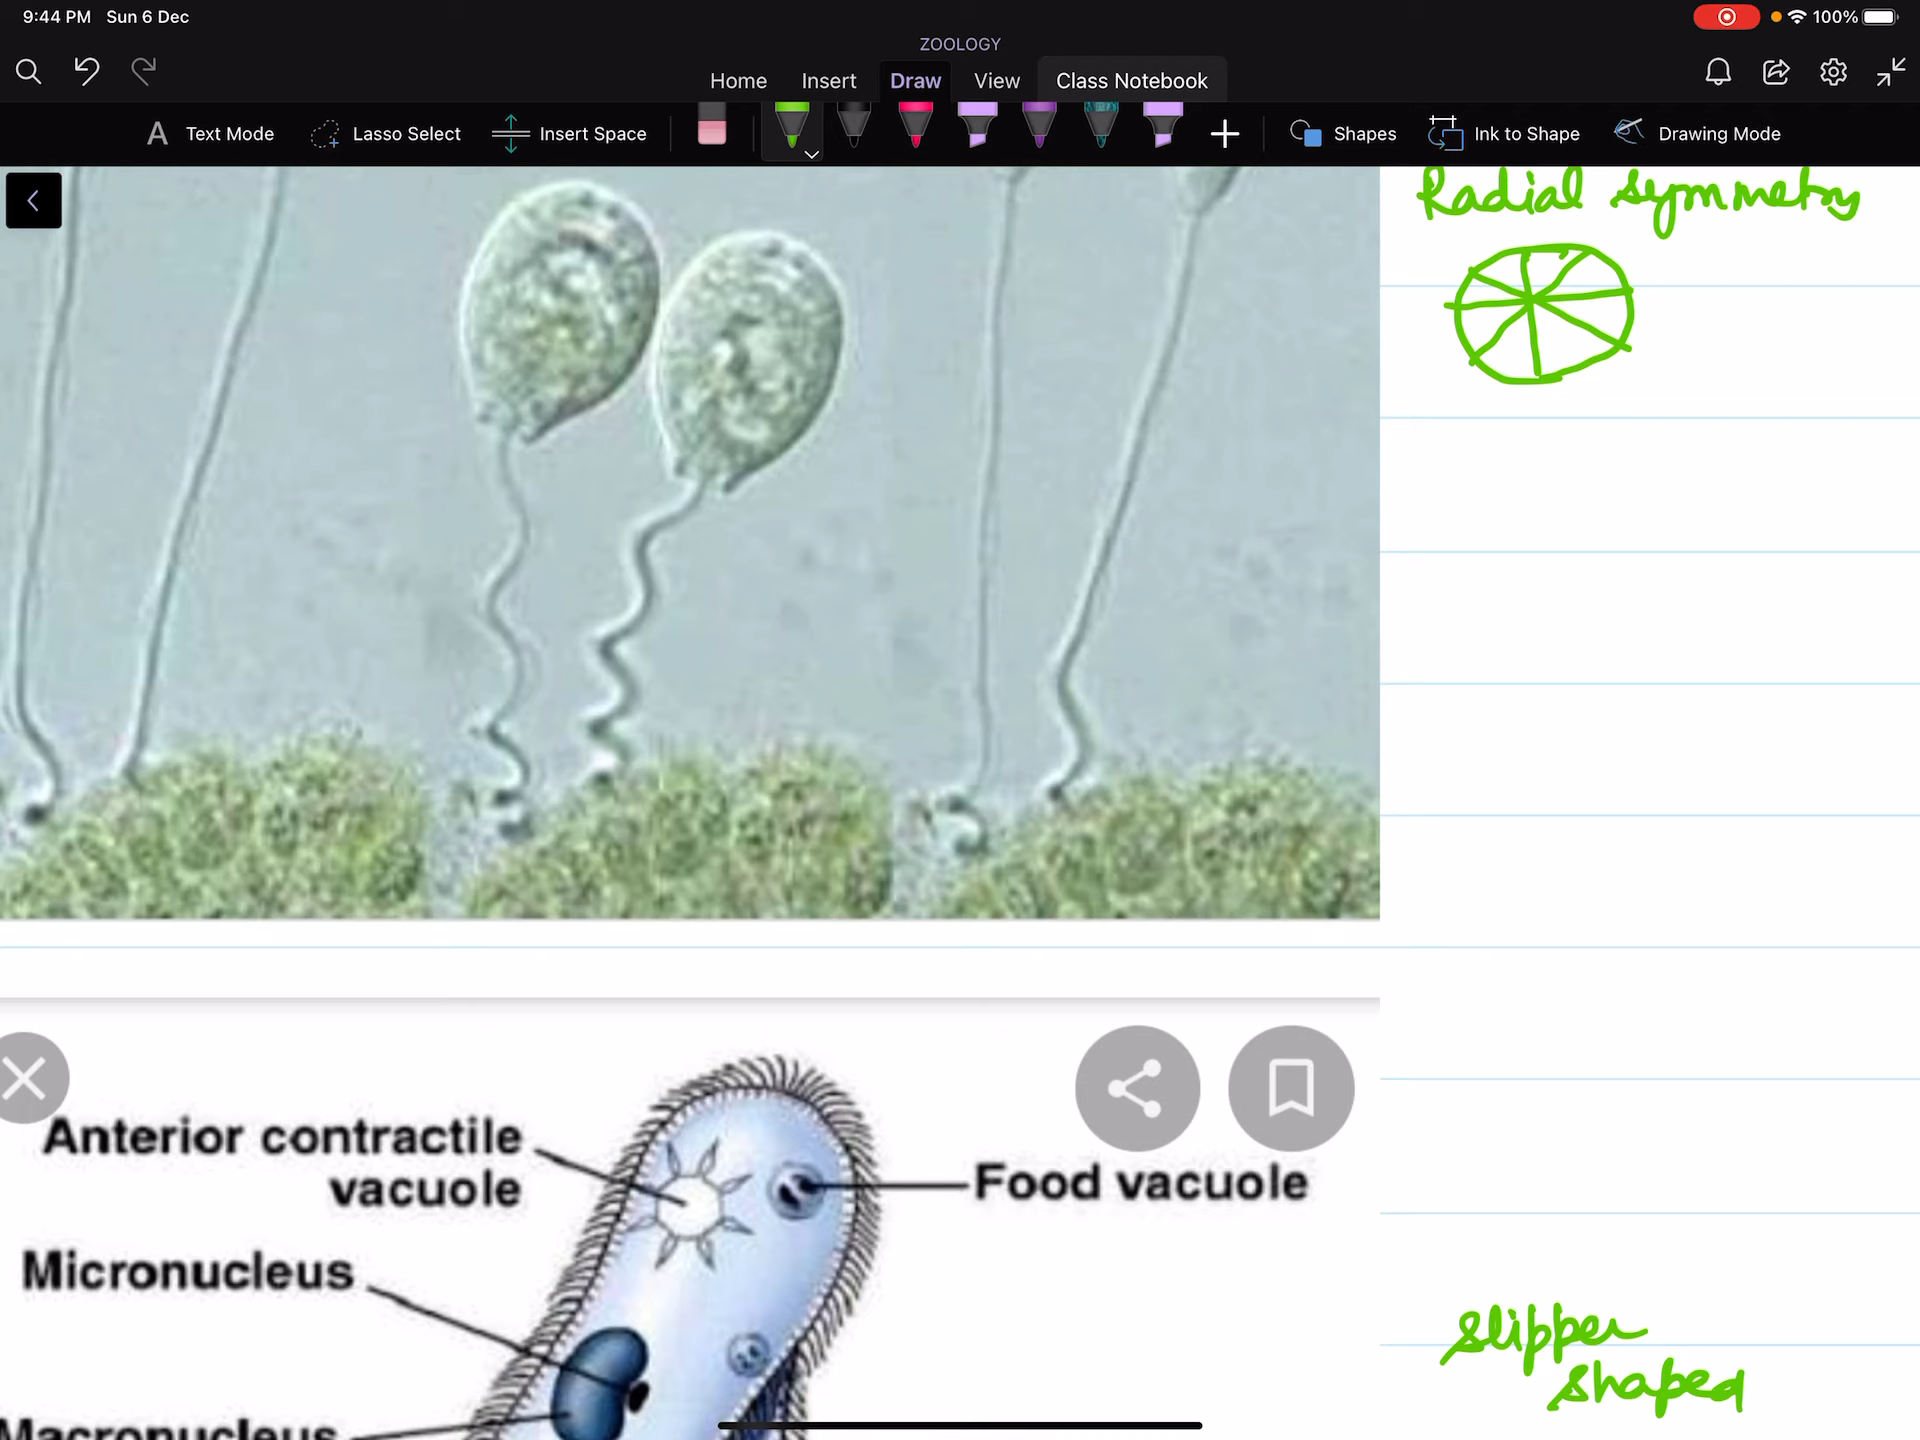 9:44 PM Sun 6 Dec
100%
ZOOLOGY
Home Insert Draw View Class Notebook
A Text Mode Lasso Select Insert Space Shapes Ink to Shape Drawing Mode
Radial symmetry
Anterior contractile
vacuole
Food vacuole
Micronucleus
Macronucleus
slipper
shaped